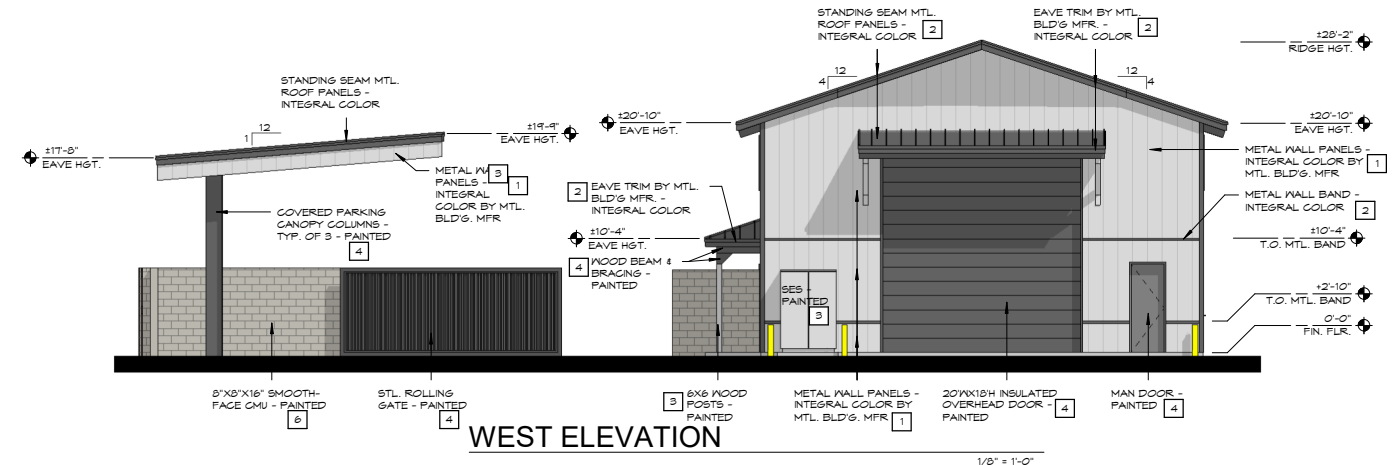 STANDING SEAM MTL.
ROOF PANELS -
INTEGRAL COLOR
2
EAVE TRIM BY MTL.
BLD'G MFR. -
INTEGRAL COLOR
2
±28'-2"
RIDGE HGT.
12
4
12
4
STANDING SEAM MTL.
ROOF PANELS -
INTEGRAL COLOR
12
1
±19'-9"
EAVE HGT.
±20'-10"
EAVE HGT.
±20'-10"
EAVE HGT.
±17'-8"
EAVE HGT.
METAL
PANELS -
INTEGRAL
COLOR BY MTL.
BLD'G. MFR
3
1
METAL WALL PANELS -
INTEGRAL COLOR BY
MTL. BLD'G. MFR
1
2
EAVE TRIM BY MTL.
BLD'G MFR. -
INTEGRAL COLOR
METAL WALL BAND -
INTEGRAL COLOR
2
COVERED PARKING
CANOPY COLUMNS -
TYP. OF 3 - PAINTED
4
±10'-4"
EAVE HGT.
±10'-4"
T.O. MTL. BAND
4
WOOD BEAM &
BRACING -
PAINTED
SES -
PAINTED
3
±2'-10"
T.O. MTL. BAND
0'-0"
FIN. FLR.
8"X8"X16" SMOOTH-
FACE CMU - PAINTED
6
STL. ROLLING
GATE - PAINTED
4
3
6X6 WOOD
POSTS -
PAINTED
METAL WALL PANELS -
INTEGRAL COLOR BY
MTL. BLD'G. MFR
1
20'WX18'H INSULATED
OVERHEAD DOOR -
PAINTED
4
MAN DOOR -
PAINTED
4
WEST ELEVATION
1/8" = 1'-0"